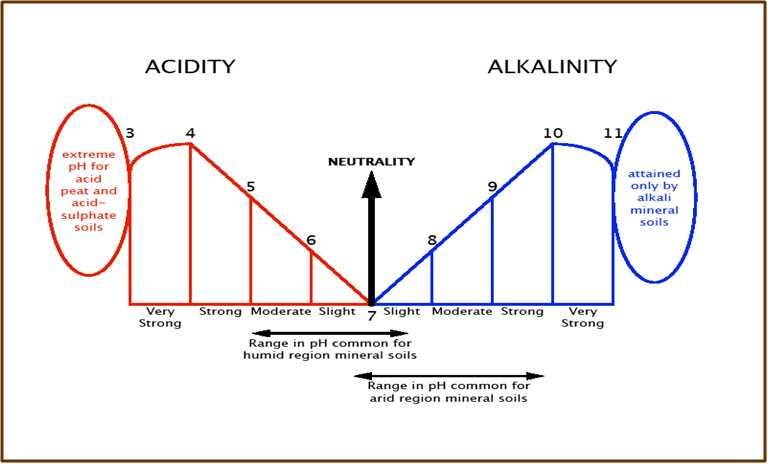 ACIDITY
ALKALINITY
3
4
10
11
extreme
pH for
acid
peat and
acid-
sulphate
soils
NEUTRALITY
attained
only by
alkali
mineral
soils
5
9
6
8
Very
Strong
Strong
Moderate
Slight
7
Slight
Moderate
Strong
Very
Strong
Range in pH common for
humid region mineral soils
Range in pH common for
arid region mineral soils